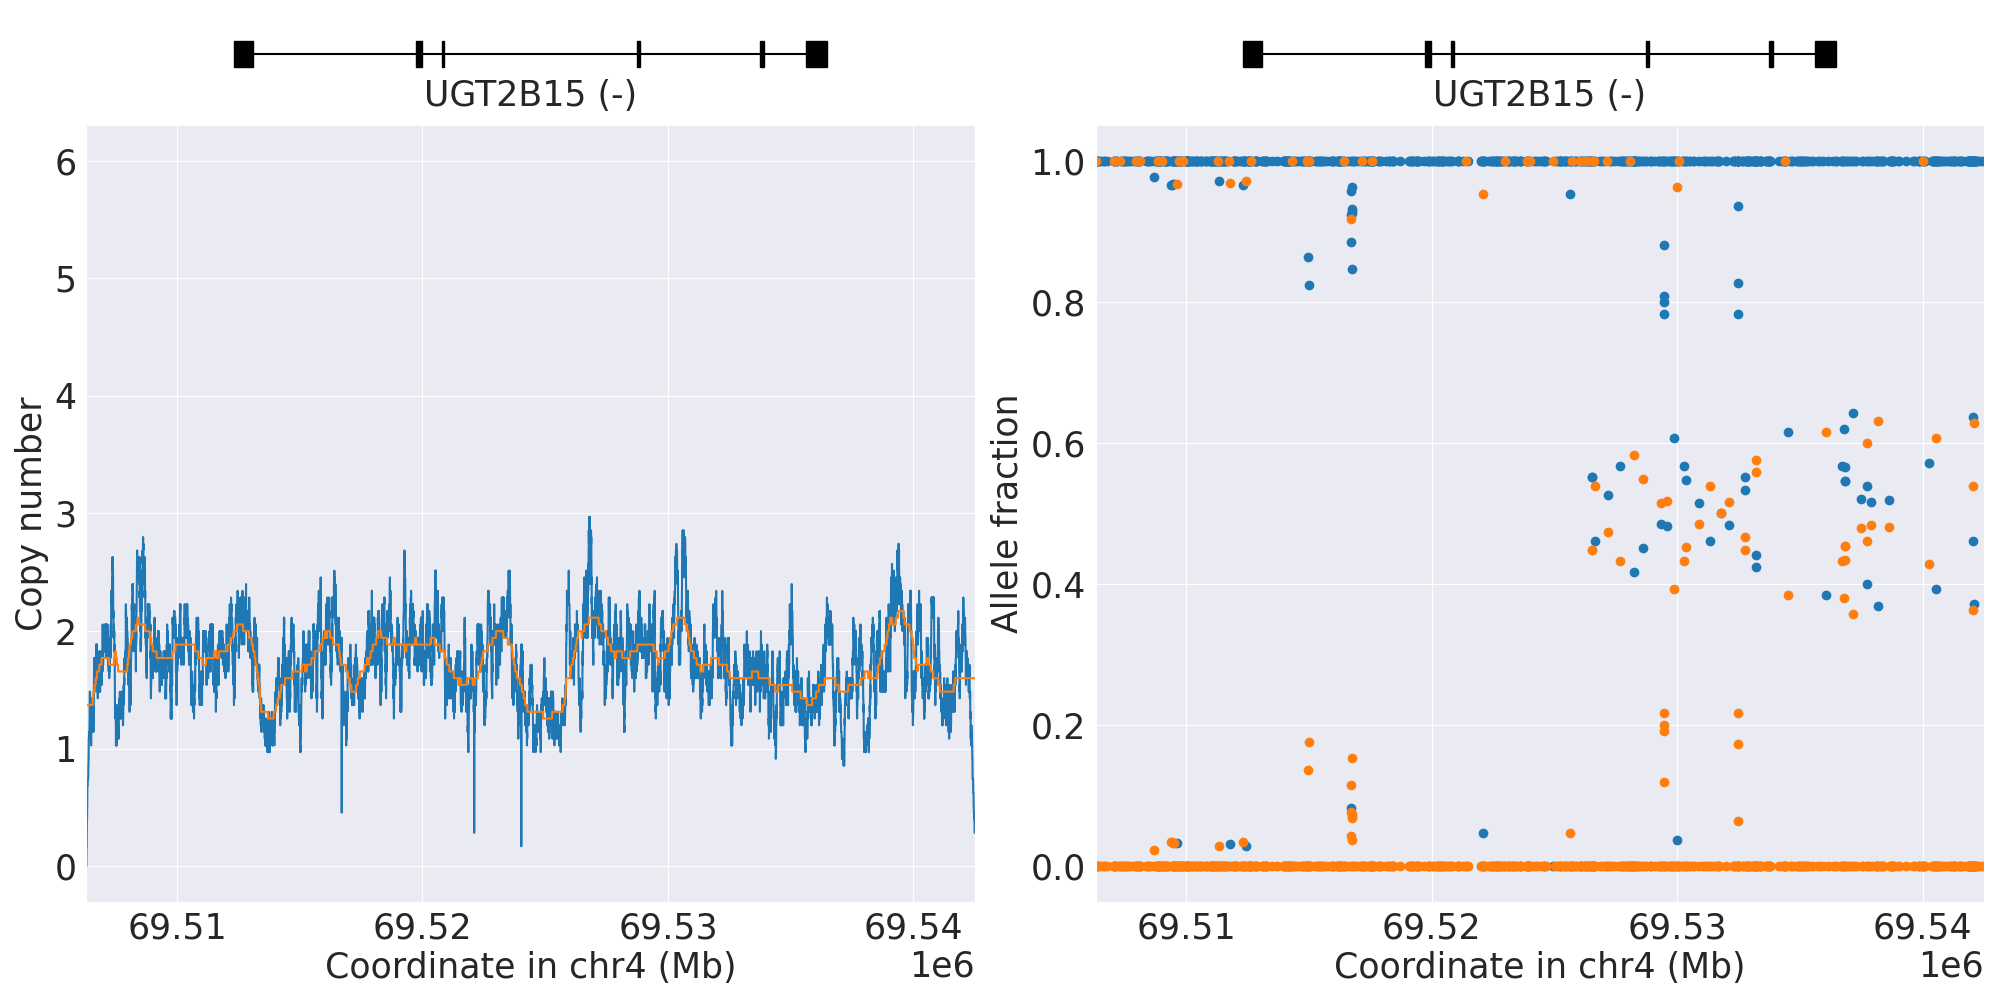 UGT2B15 (-)
6
5
4
3
2
1
0
Copy number
69.51 69.52 69.53 69.54
Coordinate in chr4 (Mb)
1e6
UGT2B15 (-)
1.0
0.8
0.6
0.4
0.2
0.0
Allele fraction
69.51 69.52 69.53 69.54
Coordinate in chr4 (Mb)
1e6